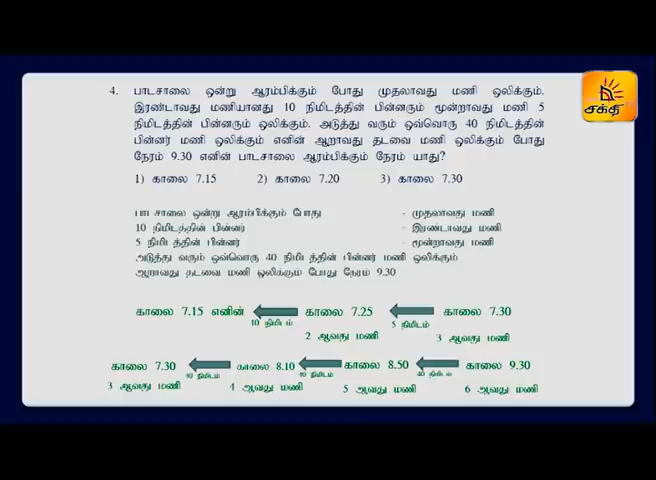 சக்தி
4. பாடசாலை ஒன்று ஆரம்பிக்கும் போது முதலாவது மணி ஒலிக்கும்.
இரண்டாவது மணியானது 10 நிமிடத்தின் பின்னரும் மூன்றாவது மணி 5
நிமிடத்தின் பின்னரும் ஒலிக்கும். அடுத்து வரும் ஒவ்வொரு 40 நிமிடத்தின்
பின்னர் மணி ஒலிக்கும் எனின் ஆறாவது தடவை மணி ஒலிக்கும் போது
நேரம் 9.30 எனின் பாடசாலை ஆரம்பிக்கும் நேரம் யாது?
1) காலை 7.15 2) காலை 7.20 3) காலை 7.30
பாடசாலை ஒன்று ஆரம்பிக்கும் போது - முதலாவது மணி
10 நிமிடத்தின் பின்னர் - இரண்டாவது மணி
5 நிமிடத்தின் பின்னர் - மூன்றாவது மணி
அடுத்து வரும் ஒவ்வொரு 40 நிமிடத்தின் பின்னர் மணி ஒலிக்கும்
ஆறாவது தடவை மணி ஒலிக்கும் போது நேரம் 9.30
காலை 7.15 எனின் காலை 7.25 காலை 7.30
10 நிமிடம் 5 நிமிடம்
2 ஆவது மணி 3 ஆவது மணி
காலை 7.30 காலை 8.10 காலை 8.50 காலை 9.30
40 நிமிடம் 40 நிமிடம் 40 நிமிடம்
3 ஆவது மணி 4 ஆவது மணி 5 ஆவது மணி 6 ஆவது மணி